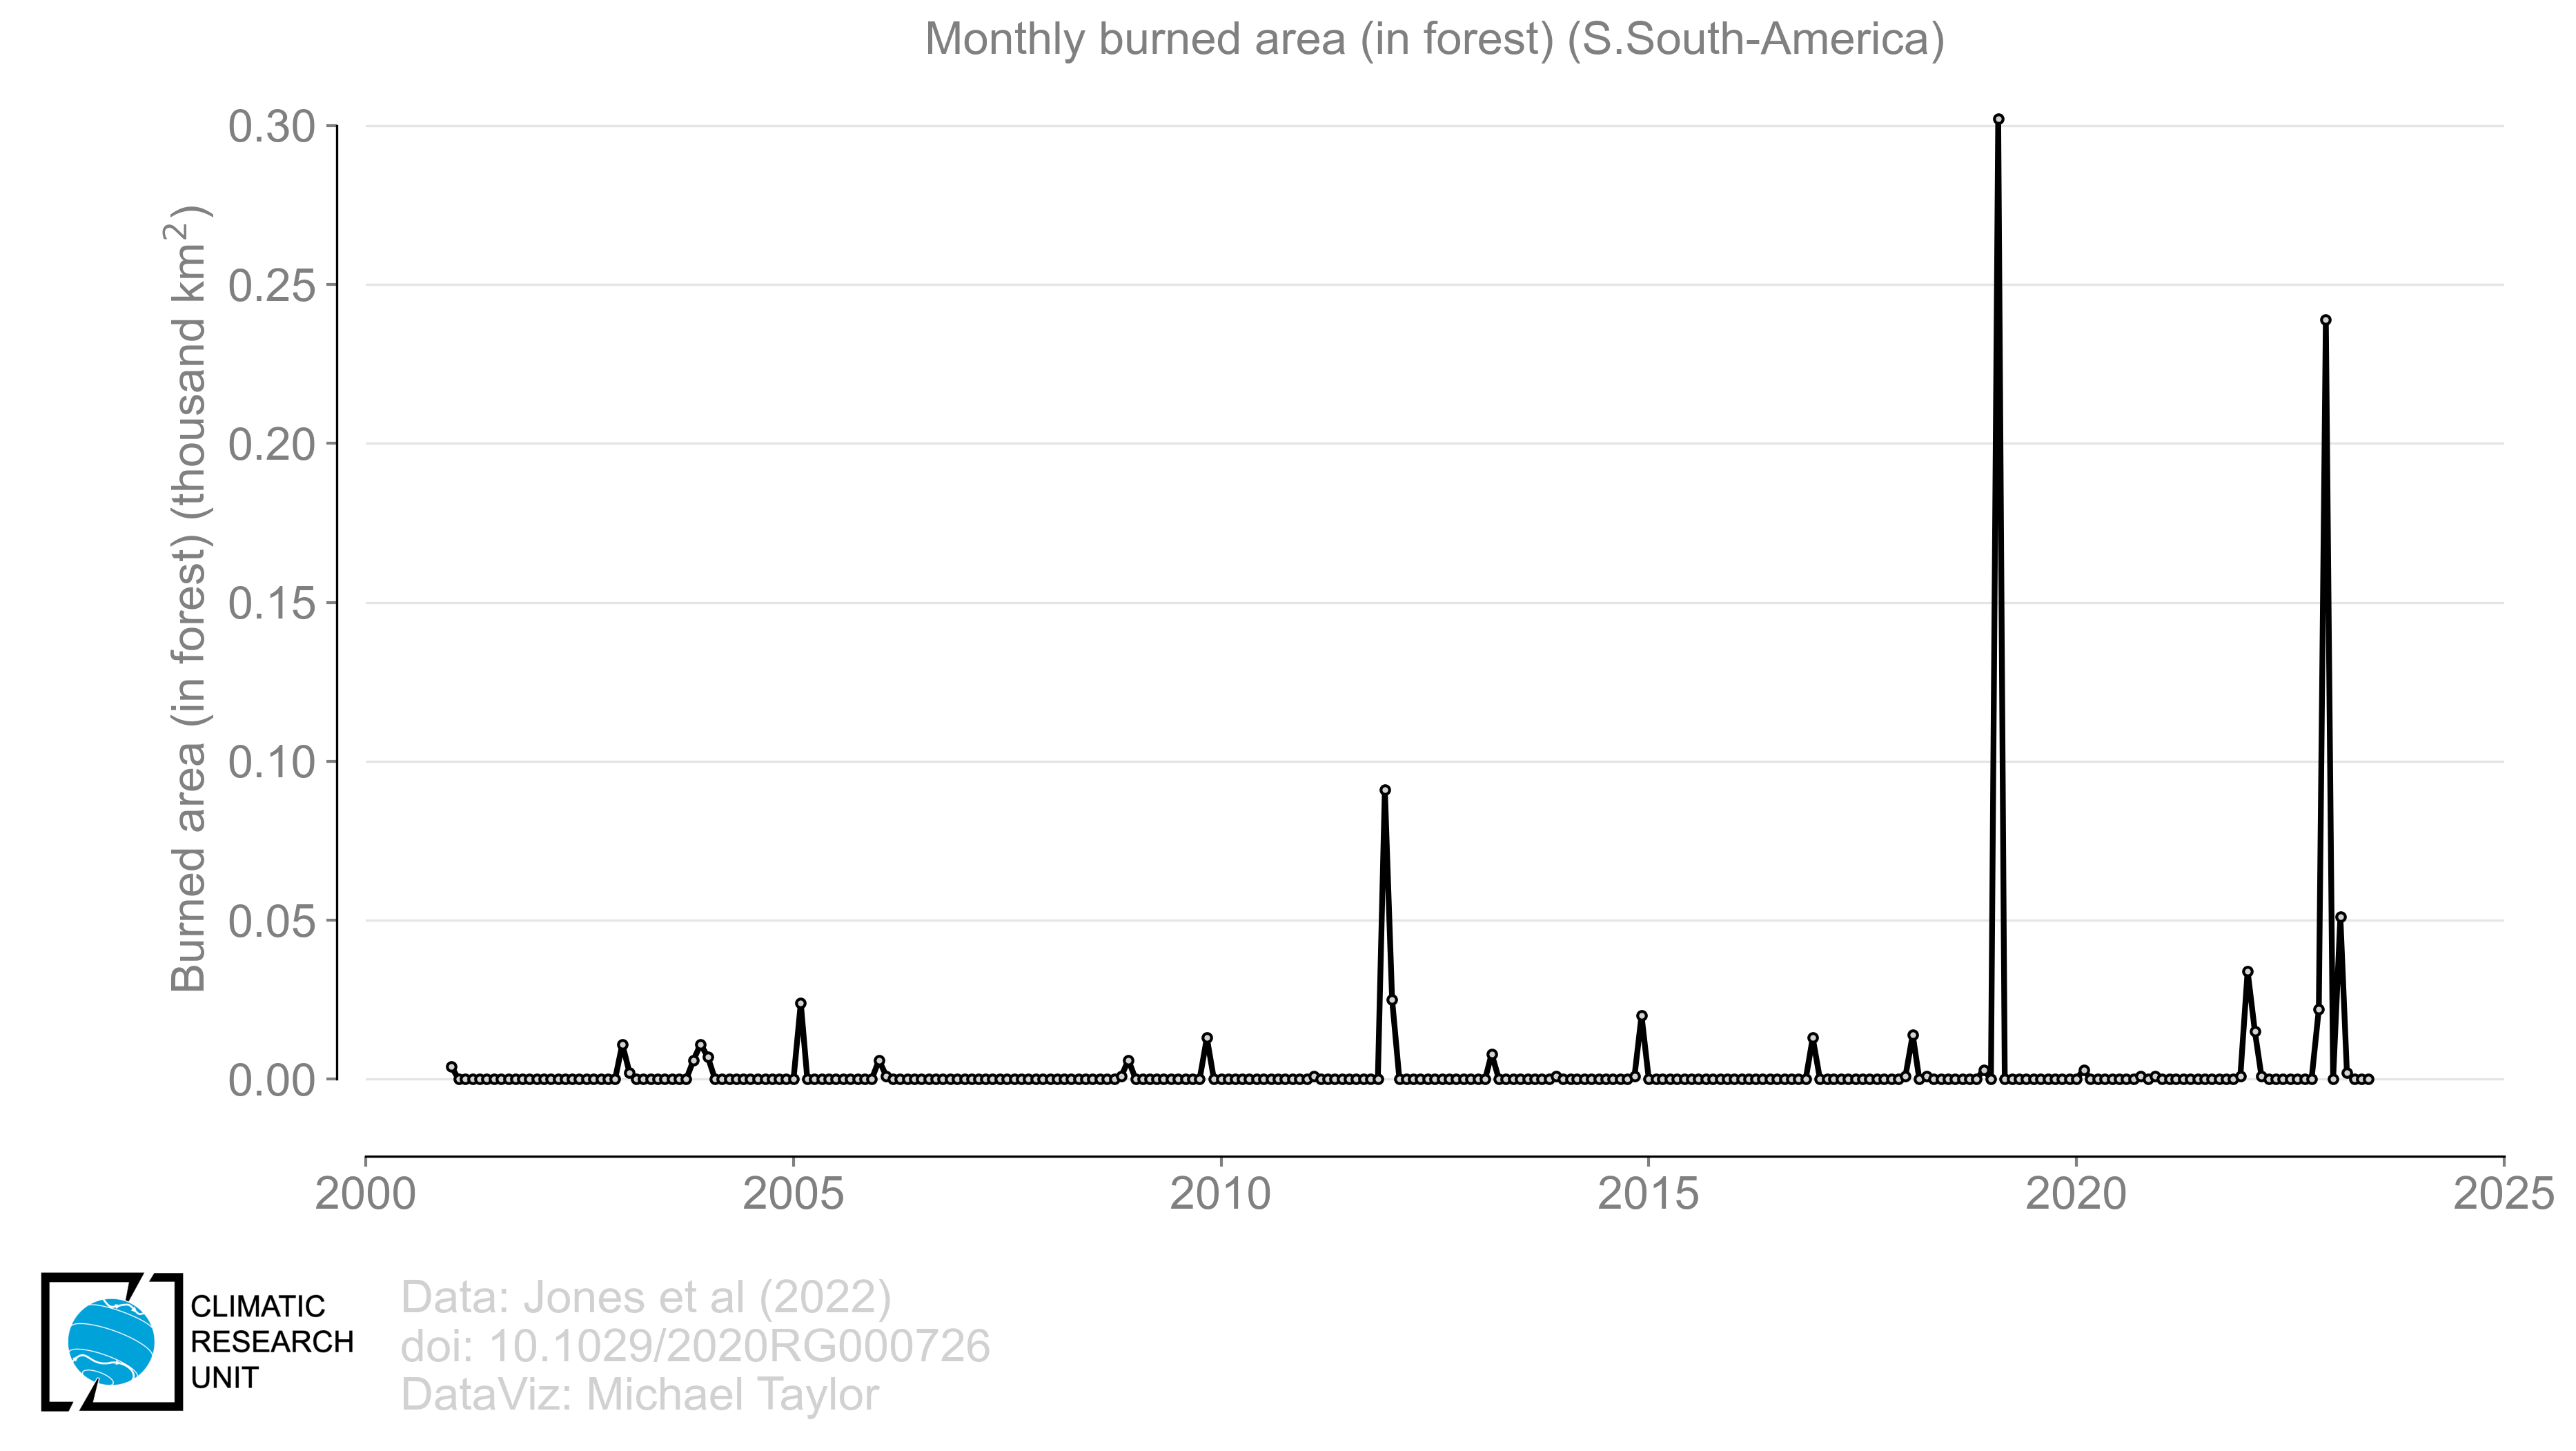 Monthly burned area (in forest) (S.South-America)
Burned area (in forest) (thousand km²)
0.30
0.25
0.20
0.15
0.10
0.05
0.00
2000 2005 2010 2015 2020 2025
CLIMATIC
RESEARCH
UNIT
Data: Jones et al (2022)
doi: 10.1029/2020RG000726
DataViz: Michael Taylor